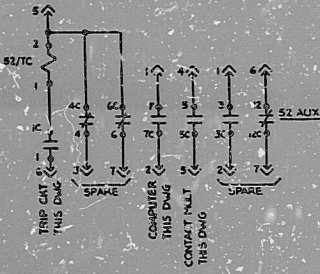 5
2
52/TC
1
1 4 1 6
4C 6C 7 5 3 12
52 AUX
4 6 7C 5C 3C 12C
1C
1
6 3 7 2 5 2 7
SPARE SPARE
TRIP CKT
THIS DWG
COMPUTER
THIS DWG
CONTACT MULT
THIS DWG